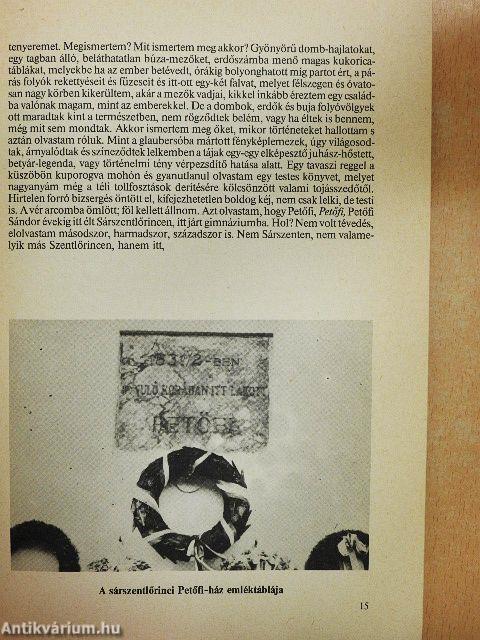 tenyeremet. Megismertem? Mit ismertem meg akkor? Gyönyörű domb-hajlatokat,
egy tagban álló, beláthatatlan búza-mezőket, erdőszámba menő magas kukorica-
táblákat, melyekbe ha az ember betévedt, órákig bolyonghatott míg partot ért, a pá-
rás folyók rekettyéseit és füzeseit és itt-ott egy-két falvat, melyet félszegen és óvato-
san nagy körben kikerültem, akár a mezők vadjai, kikkel inkább éreztem egy család-
ba valónak magam, mint az emberekkel. De a dombok, erdők és buja folyóvölgyek
ott maradtak kint a természetben, nem rögződtek belém, vagy ha éltek is bennem,
még mit sem mondtak. Akkor ismertem meg őket, mikor történeteket hallottam s
aztán olvastam róluk. Mint a glaubersóba mártott fényképlemezek, úgy világosod-
tak, árnyalódtak és színeződtek lelkemben a tájak egy-egy elképesztő juhász-hőstett,
betyár-legenda, vagy történelmi tény vérpezsdítő hatása alatt. Egy tavaszi reggel a
küszöbön kuporogva mohón és gyanutlanul olvastam egy testes könyvet, melyet
nagyanyám még a téli tollfosztások derítésére kölcsönzött valami tojásszedőtől.
Hirtelen forró bizsergés öntött el, kifejezhetetlen boldog kéj, nem csak lelki, de testi
is. A vér arcomba ömlött; föl kellett állnom. Azt olvastam, hogy Petőfi, Petőfi, Petőfi
Sándor évekig itt élt Sárszentlőrincen, itt járt gimnáziumba. Hol? Nem volt tévedés,
elolvastam másodszor, harmadszor, századszor is. Nem Sárszenten, nem valame-
lyik más Szentlőrincen, hanem itt,
1831/2-BEN
TANULÓ KORÁBAN ITT LAKOTT
PETŐFI
A sárszentlőrinci Petőfi-ház emléktáblája
15
Antikvárium.hu